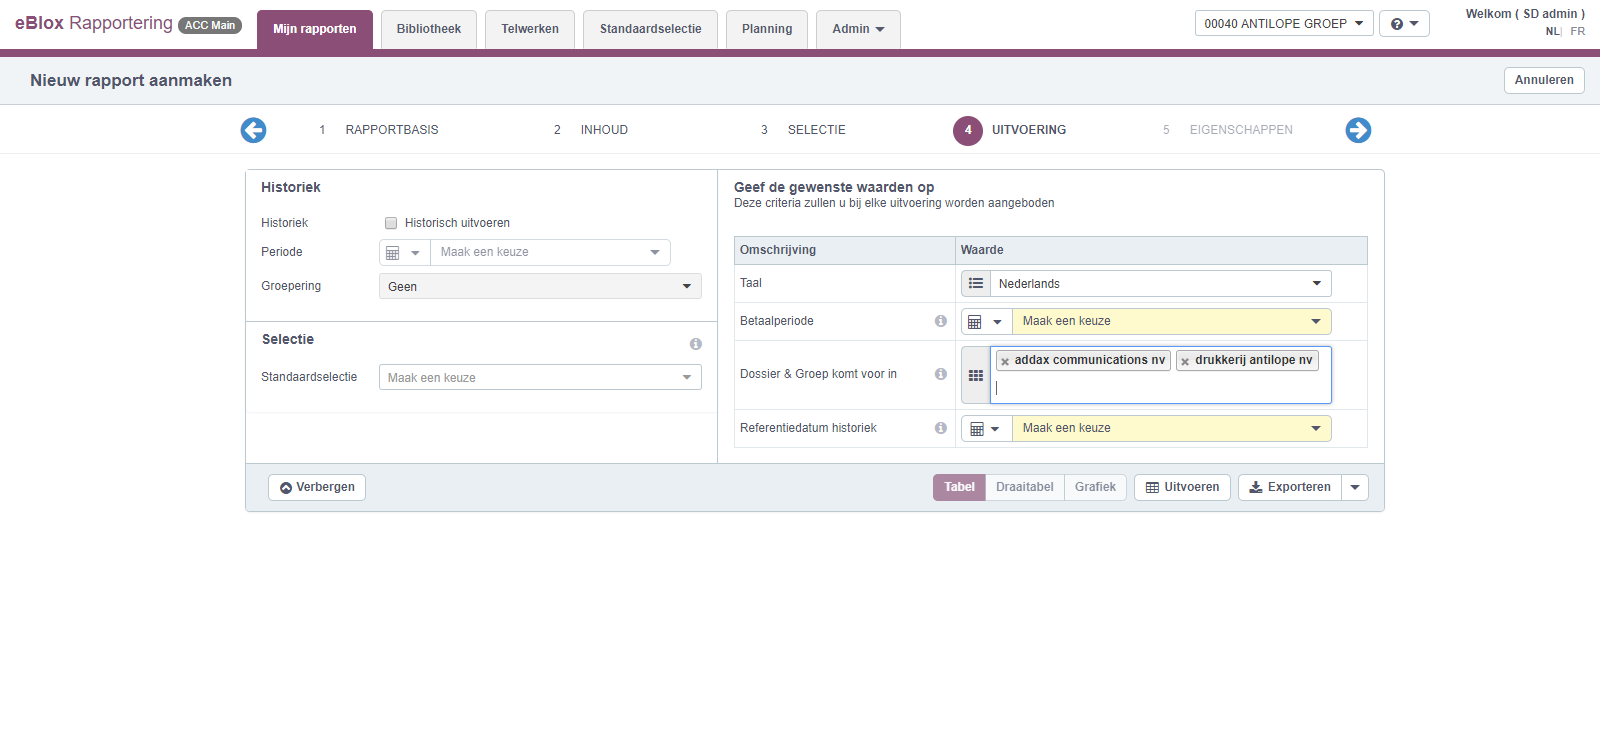 eBlox Rapportering ACC Main
Mijn rapporten
Bibliotheek
Telwerken
Standaardselectie
Planning
Admin
00040 ANTILOPE GROEP
Welkom ( SD admin )
NL| FR
Nieuw rapport aanmaken
Annuleren
1 RAPPORTBASIS
2 INHOUD
3 SELECTIE
4 UITVOERING
5 EIGENSCHAPPEN
Historiek
Historiek Historisch uitvoeren
Periode Maak een keuze
Groepering Geen
Selectie
Standaardselectie Maak een keuze
Geef de gewenste waarden op
Deze criteria zullen u bij elke uitvoering worden aangeboden
Omschrijving Waarde
Taal Nederlands
Betaalperiode Maak een keuze
Dossier & Groep komt voor in addax communications nv drukkerij antilope nv
Referentiedatum historiek Maak een keuze
Verbergen
Tabel Draaitabel Grafiek Uitvoeren Exporteren